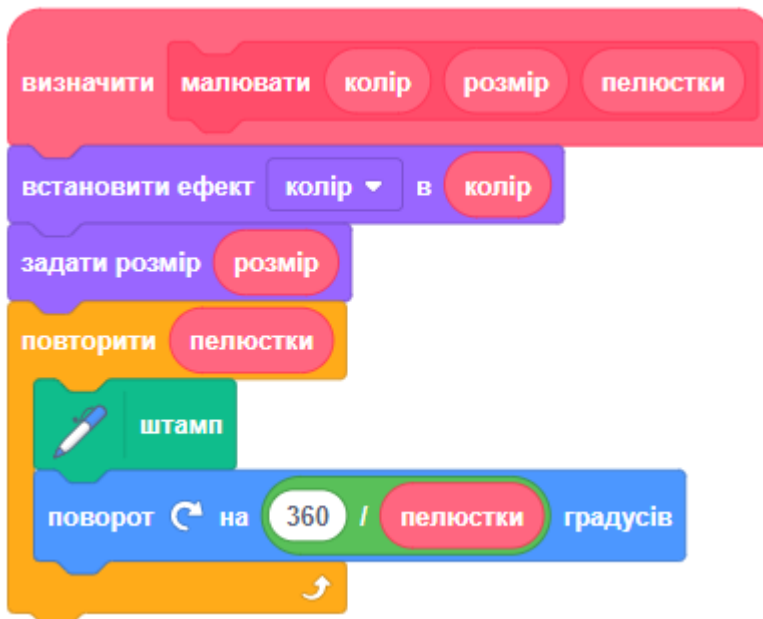 визначити малювати колір розмір пелюстки
встановити ефект колір в колір
задати розмір розмір
повторити пелюстки
штамп
поворот на 360 / пелюстки градусів